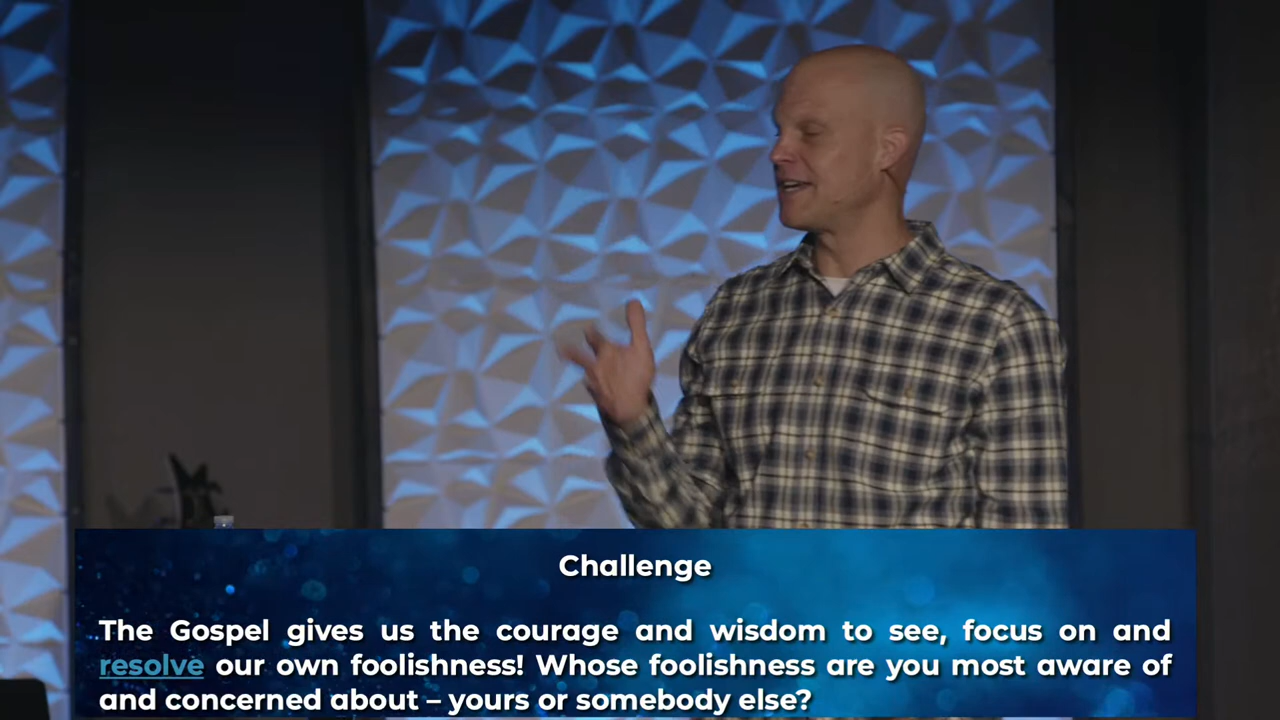 Challenge
The Gospel gives us the courage and wisdom to see, focus on and
resolve our own foolishness! Whose foolishness are you most aware of
and concerned about – yours or somebody else?